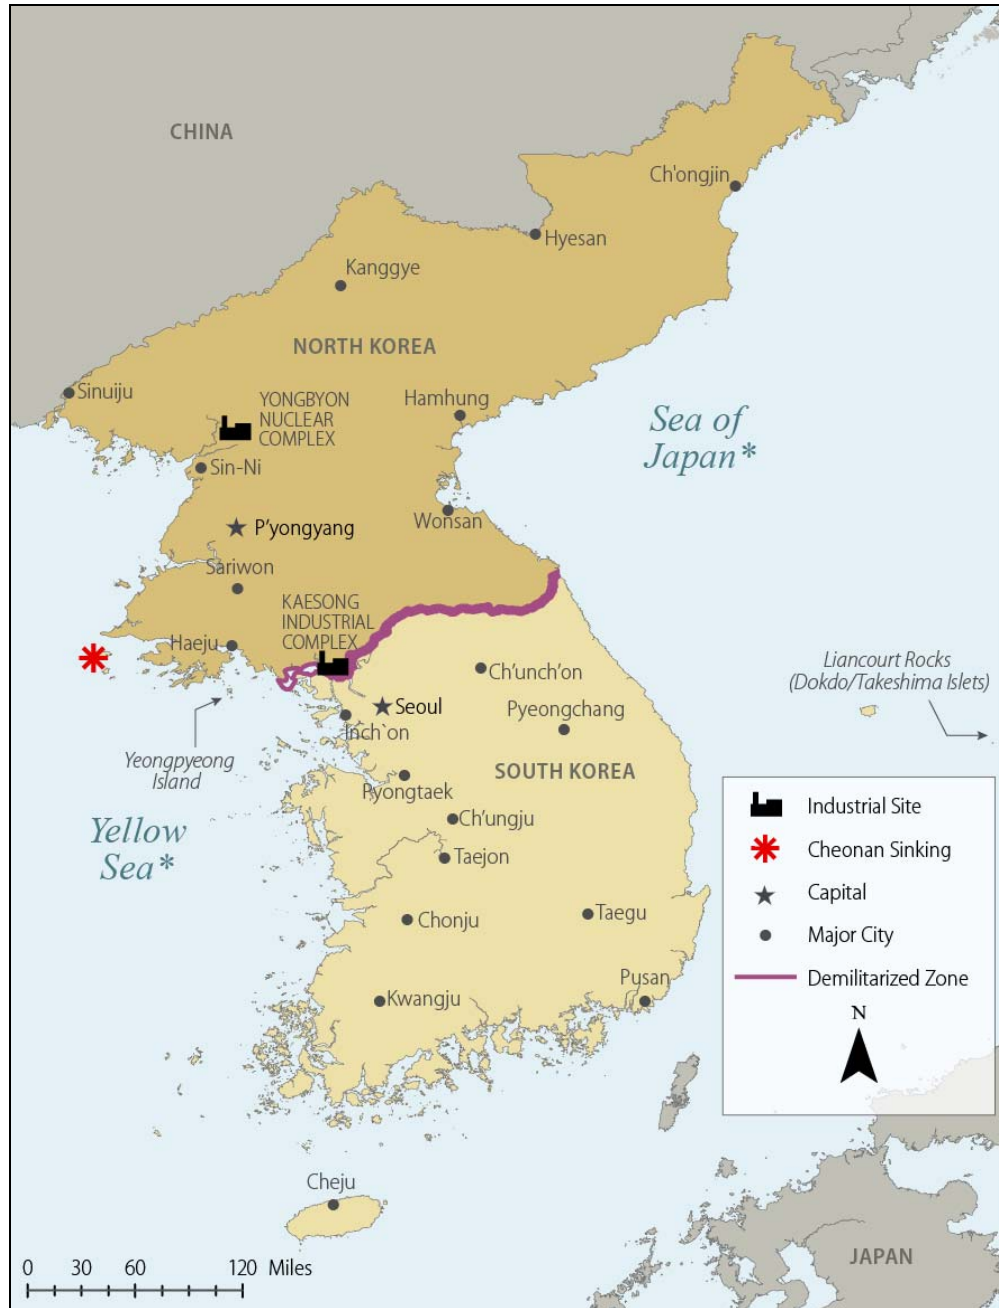 CHINA
Ch'ongjin
Hyesan
Kanggye
NORTH KOREA
Sinuiju
YONGBYON
NUCLEAR
COMPLEX
Hamhung
Sea of
Japan*
Sin-Ni
Wonsan
P'yongyang
Sariwon
KAESONG
INDUSTRIAL
COMPLEX
Haeju
Ch'unch'on
Liancourt Rocks
(Dokdo/Takeshima Islets)
Seoul
Pyeongchang
Inch`on
Yeongpyeong
Island
SOUTH KOREA
Pyongtaek
Yellow
Sea*
Ch'ungju
Taejon
Chonju
Taegu
Pusan
Kwangju
Industrial Site
Cheonan Sinking
Capital
Major City
Demilitarized Zone
N
Cheju
JAPAN
0 30 60 120 Miles